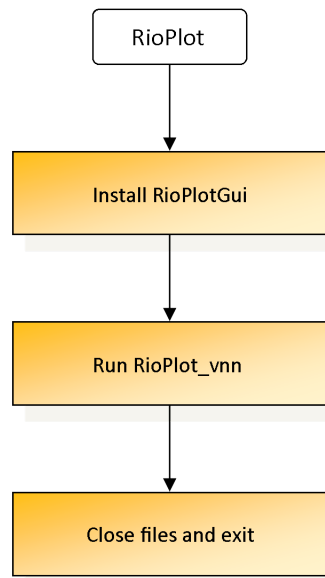 RioPlot
Install RioPlotGui
Run RioPlot_vnn
Close files and exit